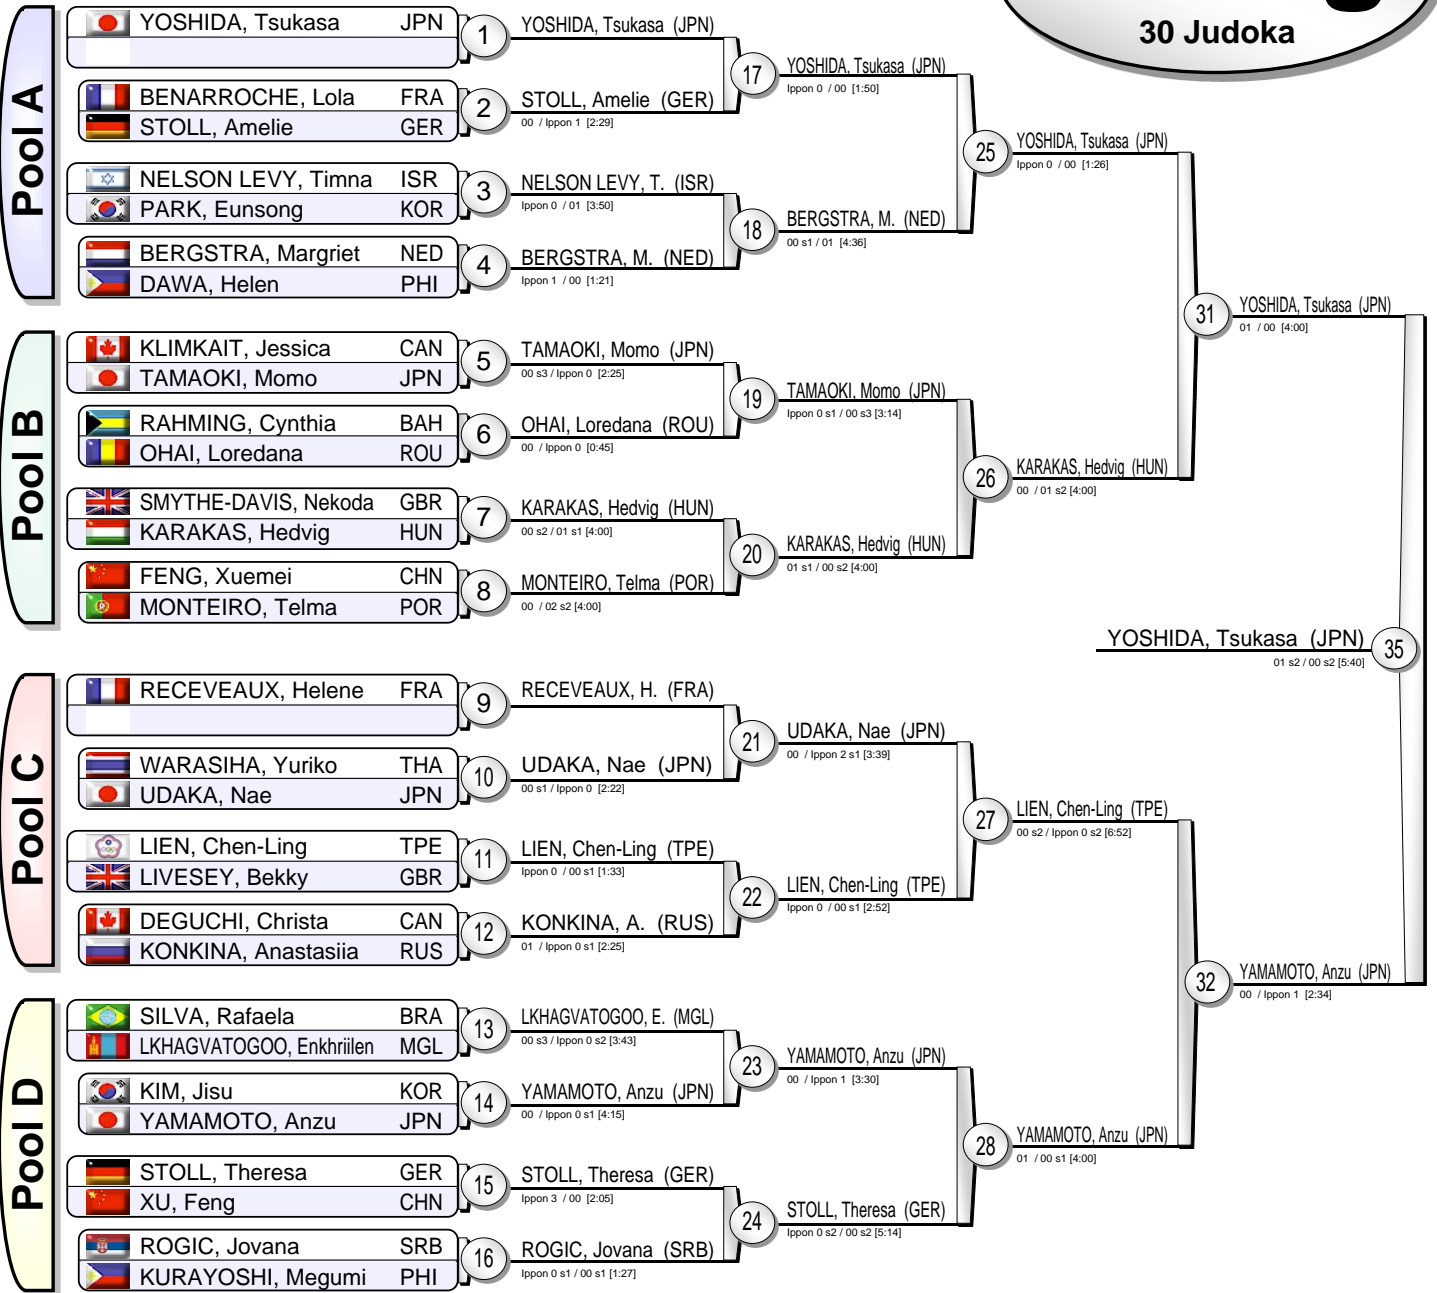 30 Judoka
Pool A
YOSHIDA, Tsukasa JPN
1
BENARROCHE, Lola FRA
STOLL, Amelie GER
2
NELSON LEVY, Timna ISR
PARK, Eunsong KOR
3
BERGSTRA, Margriet NED
DAWA, Helen PHI
4
Pool B
KLIMKAIT, Jessica CAN
TAMAOKI, Momo JPN
5
RAHMING, Cynthia BAH
OHAI, Loredana ROU
6
SMYTHE-DAVIS, Nekoda GBR
KARAKAS, Hedvig HUN
7
FENG, Xuemei CHN
MONTEIRO, Telma POR
8
Pool C
RECEVEAUX, Helene FRA
9
WARASIHA, Yuriko THA
UDAKA, Nae JPN
10
LIEN, Chen-Ling TPE
LIVESEY, Bekky GBR
11
DEGUCHI, Christa CAN
KONKINA, Anastasiia RUS
12
Pool D
SILVA, Rafaela BRA
LKHAGVATOGOO, Enkhriilen MGL
13
KIM, Jisu KOR
YAMAMOTO, Anzu JPN
14
STOLL, Theresa GER
XU, Feng CHN
15
ROGIC, Jovana SRB
KURAYOSHI, Megumi PHI
16
YOSHIDA, Tsukasa (JPN)
17
STOLL, Amelie (GER)
00 / Ippon 1 [2:29]
NELSON LEVY, T. (ISR)
Ippon 0 / 01 [3:50]
18
BERGSTRA, M. (NED)
Ippon 1 / 00 [1:21]
TAMAOKI, Momo (JPN)
00 s3 / Ippon 0 [2:25]
19
OHAI, Loredana (ROU)
00 / Ippon 0 [0:45]
KARAKAS, Hedvig (HUN)
00 s2 / 01 s1 [4:00]
20
MONTEIRO, Telma (POR)
00 / 02 s2 [4:00]
RECEVEAUX, H. (FRA)
21
UDAKA, Nae (JPN)
00 s1 / Ippon 0 [2:22]
LIEN, Chen-Ling (TPE)
Ippon 0 / 00 s1 [1:33]
22
KONKINA, A. (RUS)
01 / Ippon 0 s1 [2:25]
LKHAGVATOGOO, E. (MGL)
00 s3 / Ippon 0 s2 [3:43]
23
YAMAMOTO, Anzu (JPN)
00 / Ippon 0 s1 [4:15]
STOLL, Theresa (GER)
Ippon 3 / 00 [2:05]
24
ROGIC, Jovana (SRB)
Ippon 0 s1 / 00 s1 [1:27]
YOSHIDA, Tsukasa (JPN)
Ippon 0 / 00 [1:50]
25
BERGSTRA, M. (NED)
00 s1 / 01 [4:36]
TAMAOKI, Momo (JPN)
Ippon 0 s1 / 00 s3 [3:14]
26
KARAKAS, Hedvig (HUN)
01 s1 / 00 s2 [4:00]
UDAKA, Nae (JPN)
00 / Ippon 2 s1 [3:39]
27
LIEN, Chen-Ling (TPE)
Ippon 0 / 00 s1 [2:52]
YAMAMOTO, Anzu (JPN)
00 / Ippon 1 [3:30]
28
STOLL, Theresa (GER)
Ippon 0 s2 / 00 s2 [5:14]
YOSHIDA, Tsukasa (JPN)
Ippon 0 / 00 [1:26]
31
KARAKAS, Hedvig (HUN)
00 / 01 s2 [4:00]
LIEN, Chen-Ling (TPE)
00 s2 / Ippon 0 s2 [6:52]
32
YAMAMOTO, Anzu (JPN)
01 / 00 s1 [4:00]
YOSHIDA, Tsukasa (JPN)
01 / 00 [4:00]
YOSHIDA, Tsukasa (JPN)
01 s2 / 00 s2 [5:40]
35
YAMAMOTO, Anzu (JPN)
00 / Ippon 1 [2:34]